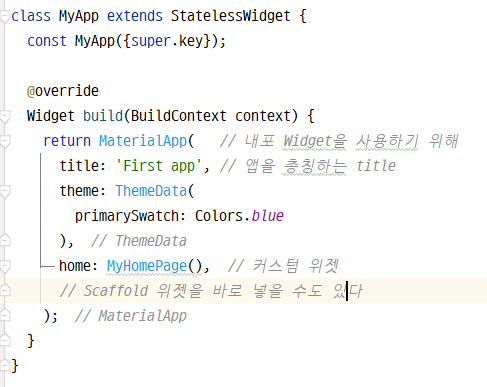 class MyApp extends StatelessWidget {
  const MyApp({super.key});

  @override
  Widget build(BuildContext context) {
    return MaterialApp(   // 내포 Widget을 사용하기 위해
      title: 'First app', // 앱을 총칭하는 title
      theme: ThemeData(
        primarySwatch: Colors.blue
      ),  // ThemeData
      home: MyHomePage(),  // 커스텀 위젯
      // Scaffold 위젯을 바로 넣을 수도 있다
    );  // MaterialApp
  }
}